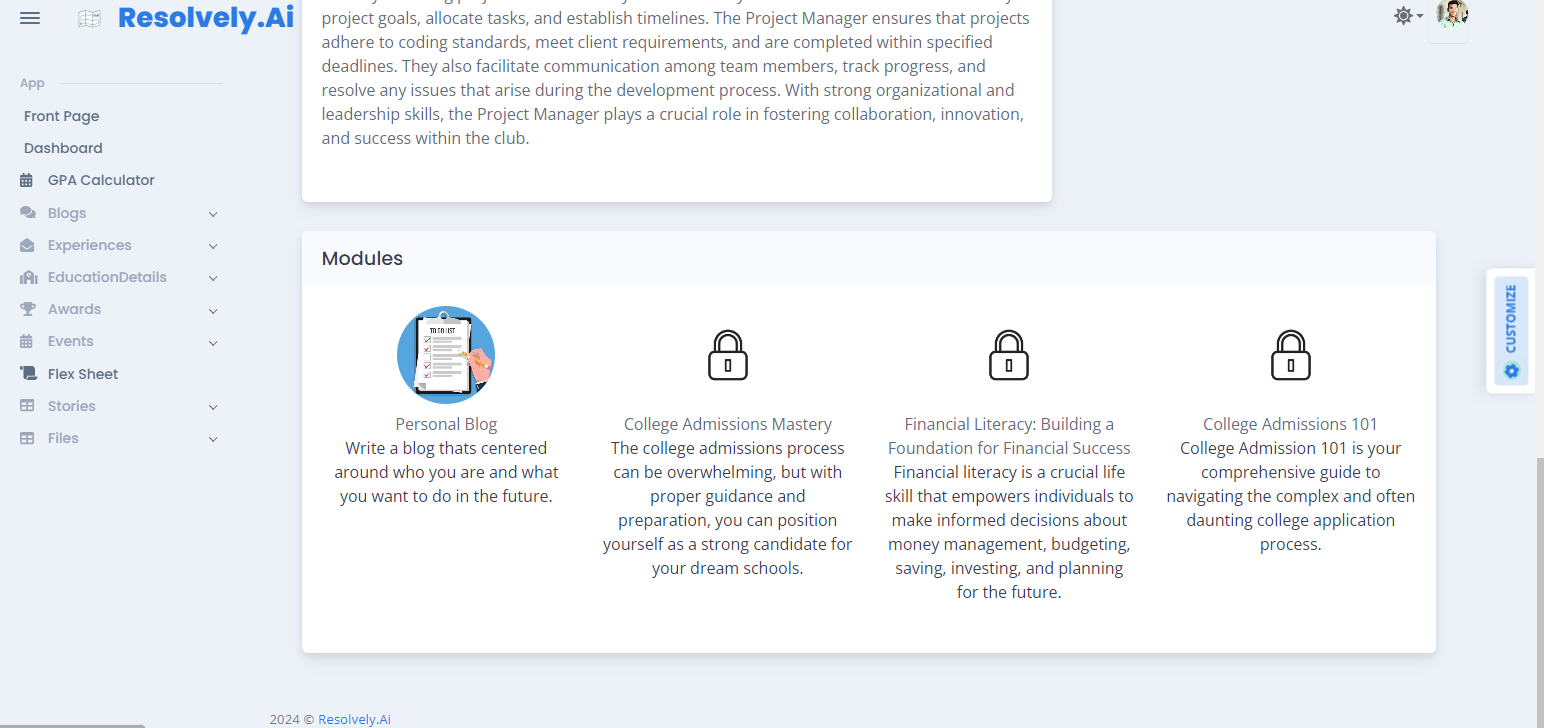 Resolvely.Ai
App
Front Page
Dashboard
GPA Calculator
Blogs
Experiences
EducationDetails
Awards
Events
Flex Sheet
Stories
Files
project goals, allocate tasks, and establish timelines. The Project Manager ensures that projects
adhere to coding standards, meet client requirements, and are completed within specified
deadlines. They also facilitate communication among team members, track progress, and
resolve any issues that arise during the development process. With strong organizational and
leadership skills, the Project Manager plays a crucial role in fostering collaboration, innovation,
and success within the club.
Modules
TO DO LIST
Personal Blog
Write a blog thats centered
around who you are and what
you want to do in the future.
College Admissions Mastery
The college admissions process
can be overwhelming, but with
proper guidance and
preparation, you can position
yourself as a strong candidate for
your dream schools.
Financial Literacy: Building a
Foundation for Financial Success
Financial literacy is a crucial life
skill that empowers individuals to
make informed decisions about
money management, budgeting,
saving, investing, and planning
for the future.
College Admissions 101
College Admission 101 is your
comprehensive guide to
navigating the complex and often
daunting college application
process.
CUSTOMIZE
2024 © Resolvely.Ai